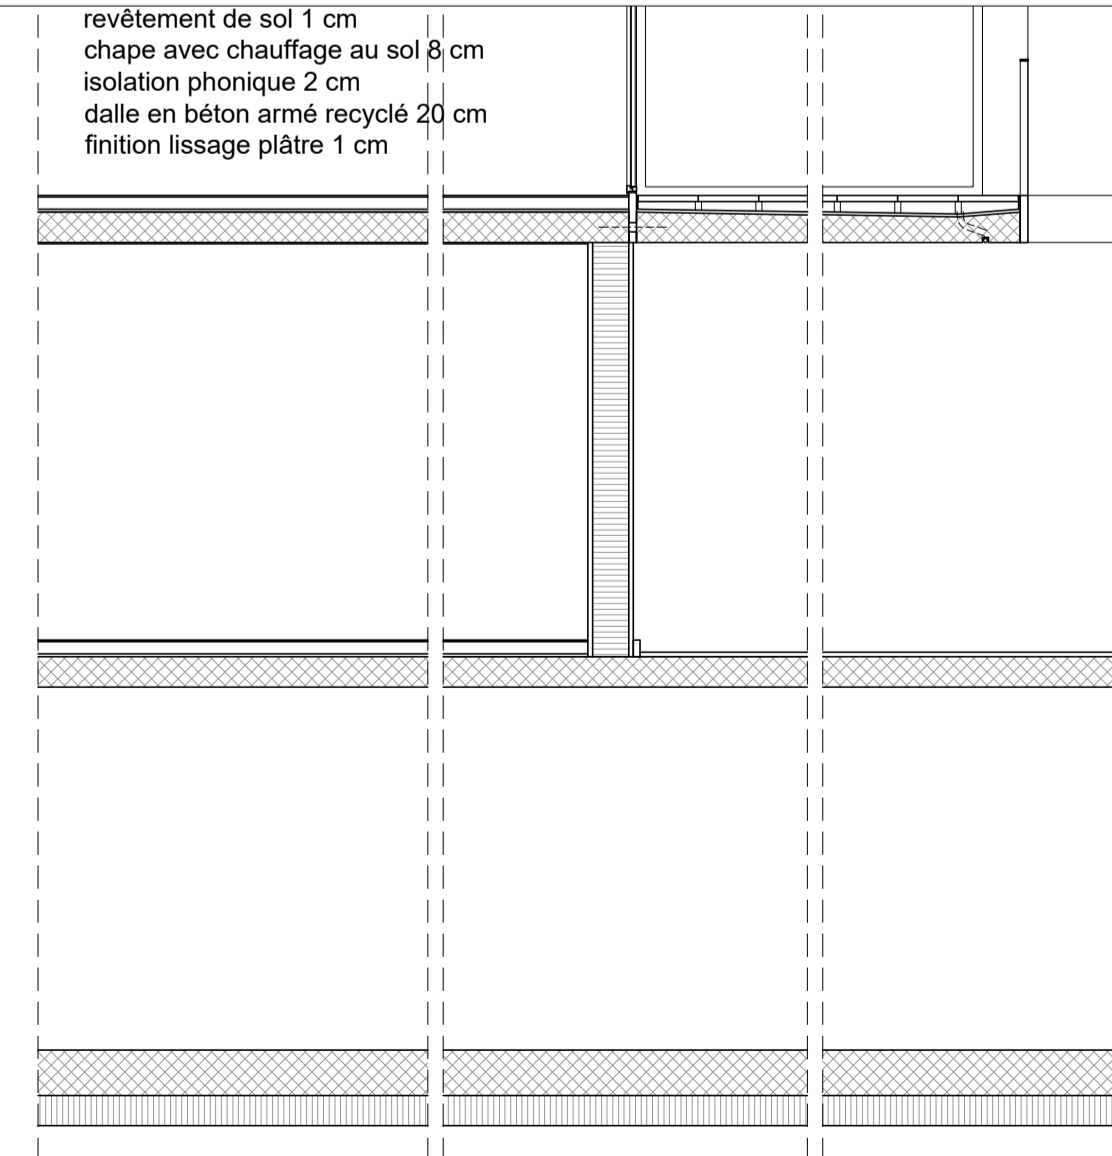 revêtement de sol 1 cm
chape avec chauffage au sol 8 cm
isolation phonique 2 cm
dalle en béton armé recyclé 20 cm
finition lissage plâtre 1 cm